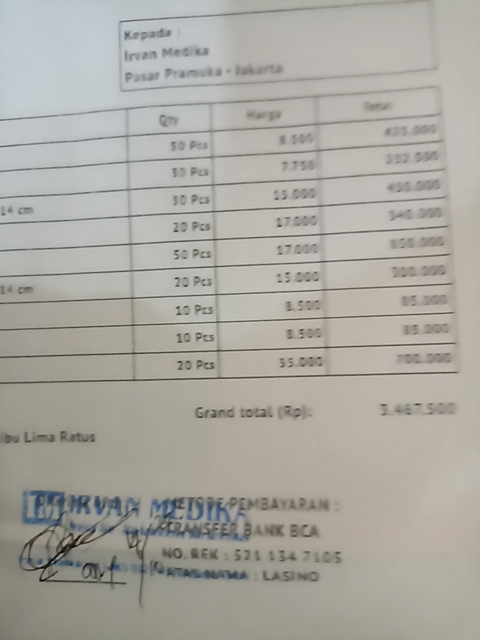 Kepada :
Irvan Medika
Pasar Pramuka - Jakarta
Qty Harga Total
50 Pcs 8.500 425.000
30 Pcs 7.750 232.500
14 cm 30 Pcs 15.000 450.000
20 Pcs 17.000 340.000
50 Pcs 17.000 850.000
14 cm 20 Pcs 15.000 300.000
10 Pcs 8.500 85.000
10 Pcs 8.500 85.000
20 Pcs 35.000 700.000
Grand total (Rp): 3.467.500
ibu Lima Ratus
IRVAN MEDIKA
METODE PEMBAYARAN :
TRANSFER BANK BCA
NO. REK : 521 134 7105
ATAS NAMA : LASINO